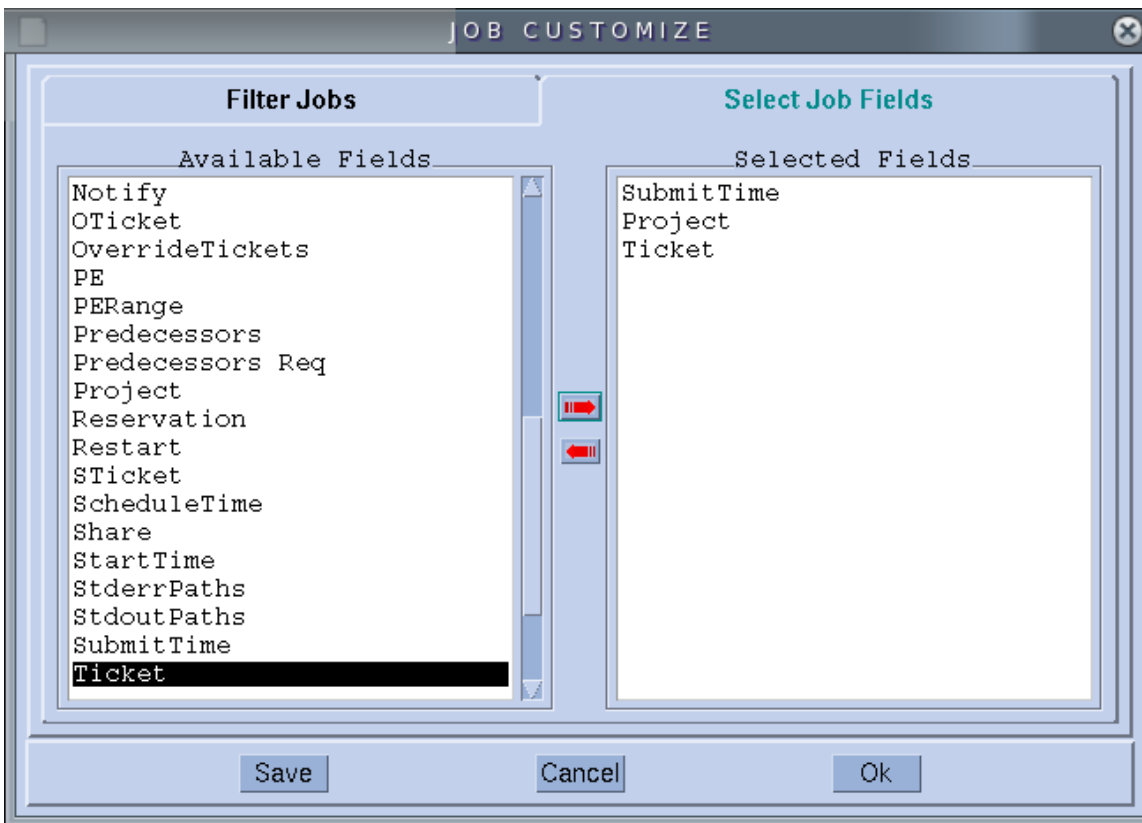 JOB CUSTOMIZE
Filter Jobs
Select Job Fields
Available Fields
Notify
OTicket
OverrideTickets
PE
PERange
Predecessors
Predecessors Req
Project
Reservation
Restart
STicket
ScheduleTime
Share
StartTime
StderrPaths
StdoutPaths
SubmitTime
Ticket
Selected Fields
SubmitTime
Project
Ticket
Save
Cancel
Ok